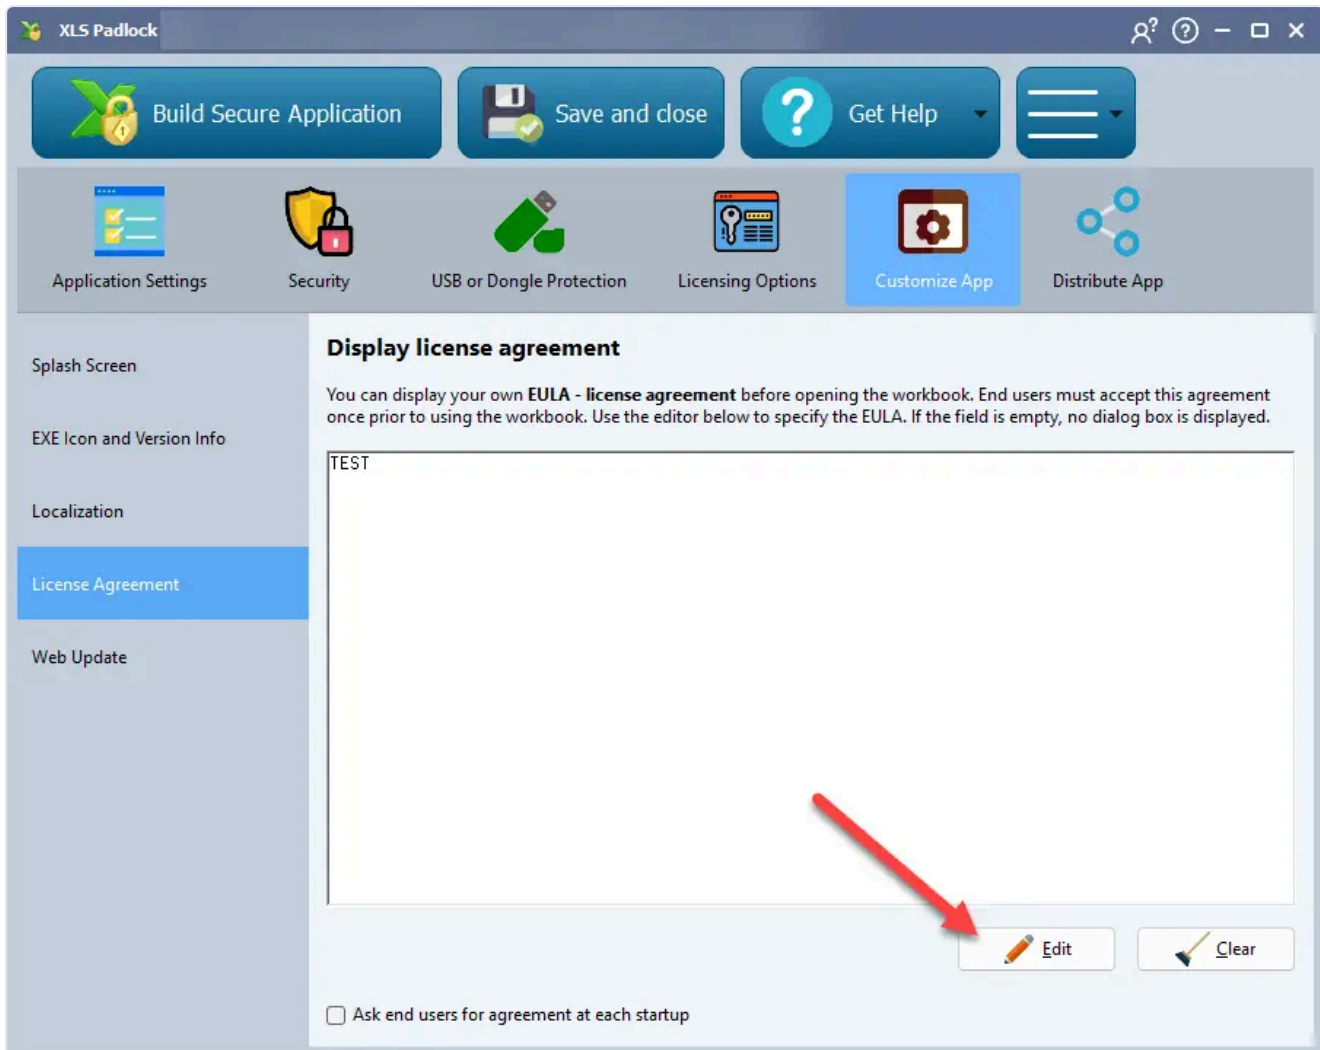 XLS Padlock
Build Secure Application
Save and close
Get Help
Application Settings
Security
USB or Dongle Protection
Licensing Options
Customize App
Distribute App
Splash Screen
EXE Icon and Version Info
Localization
License Agreement
Web Update
Display license agreement
You can display your own EULA - license agreement before opening the workbook. End users must accept this agreement
once prior to using the workbook. Use the editor below to specify the EULA. If the field is empty, no dialog box is displayed.
TEST
Edit
Clear
Ask end users for agreement at each startup